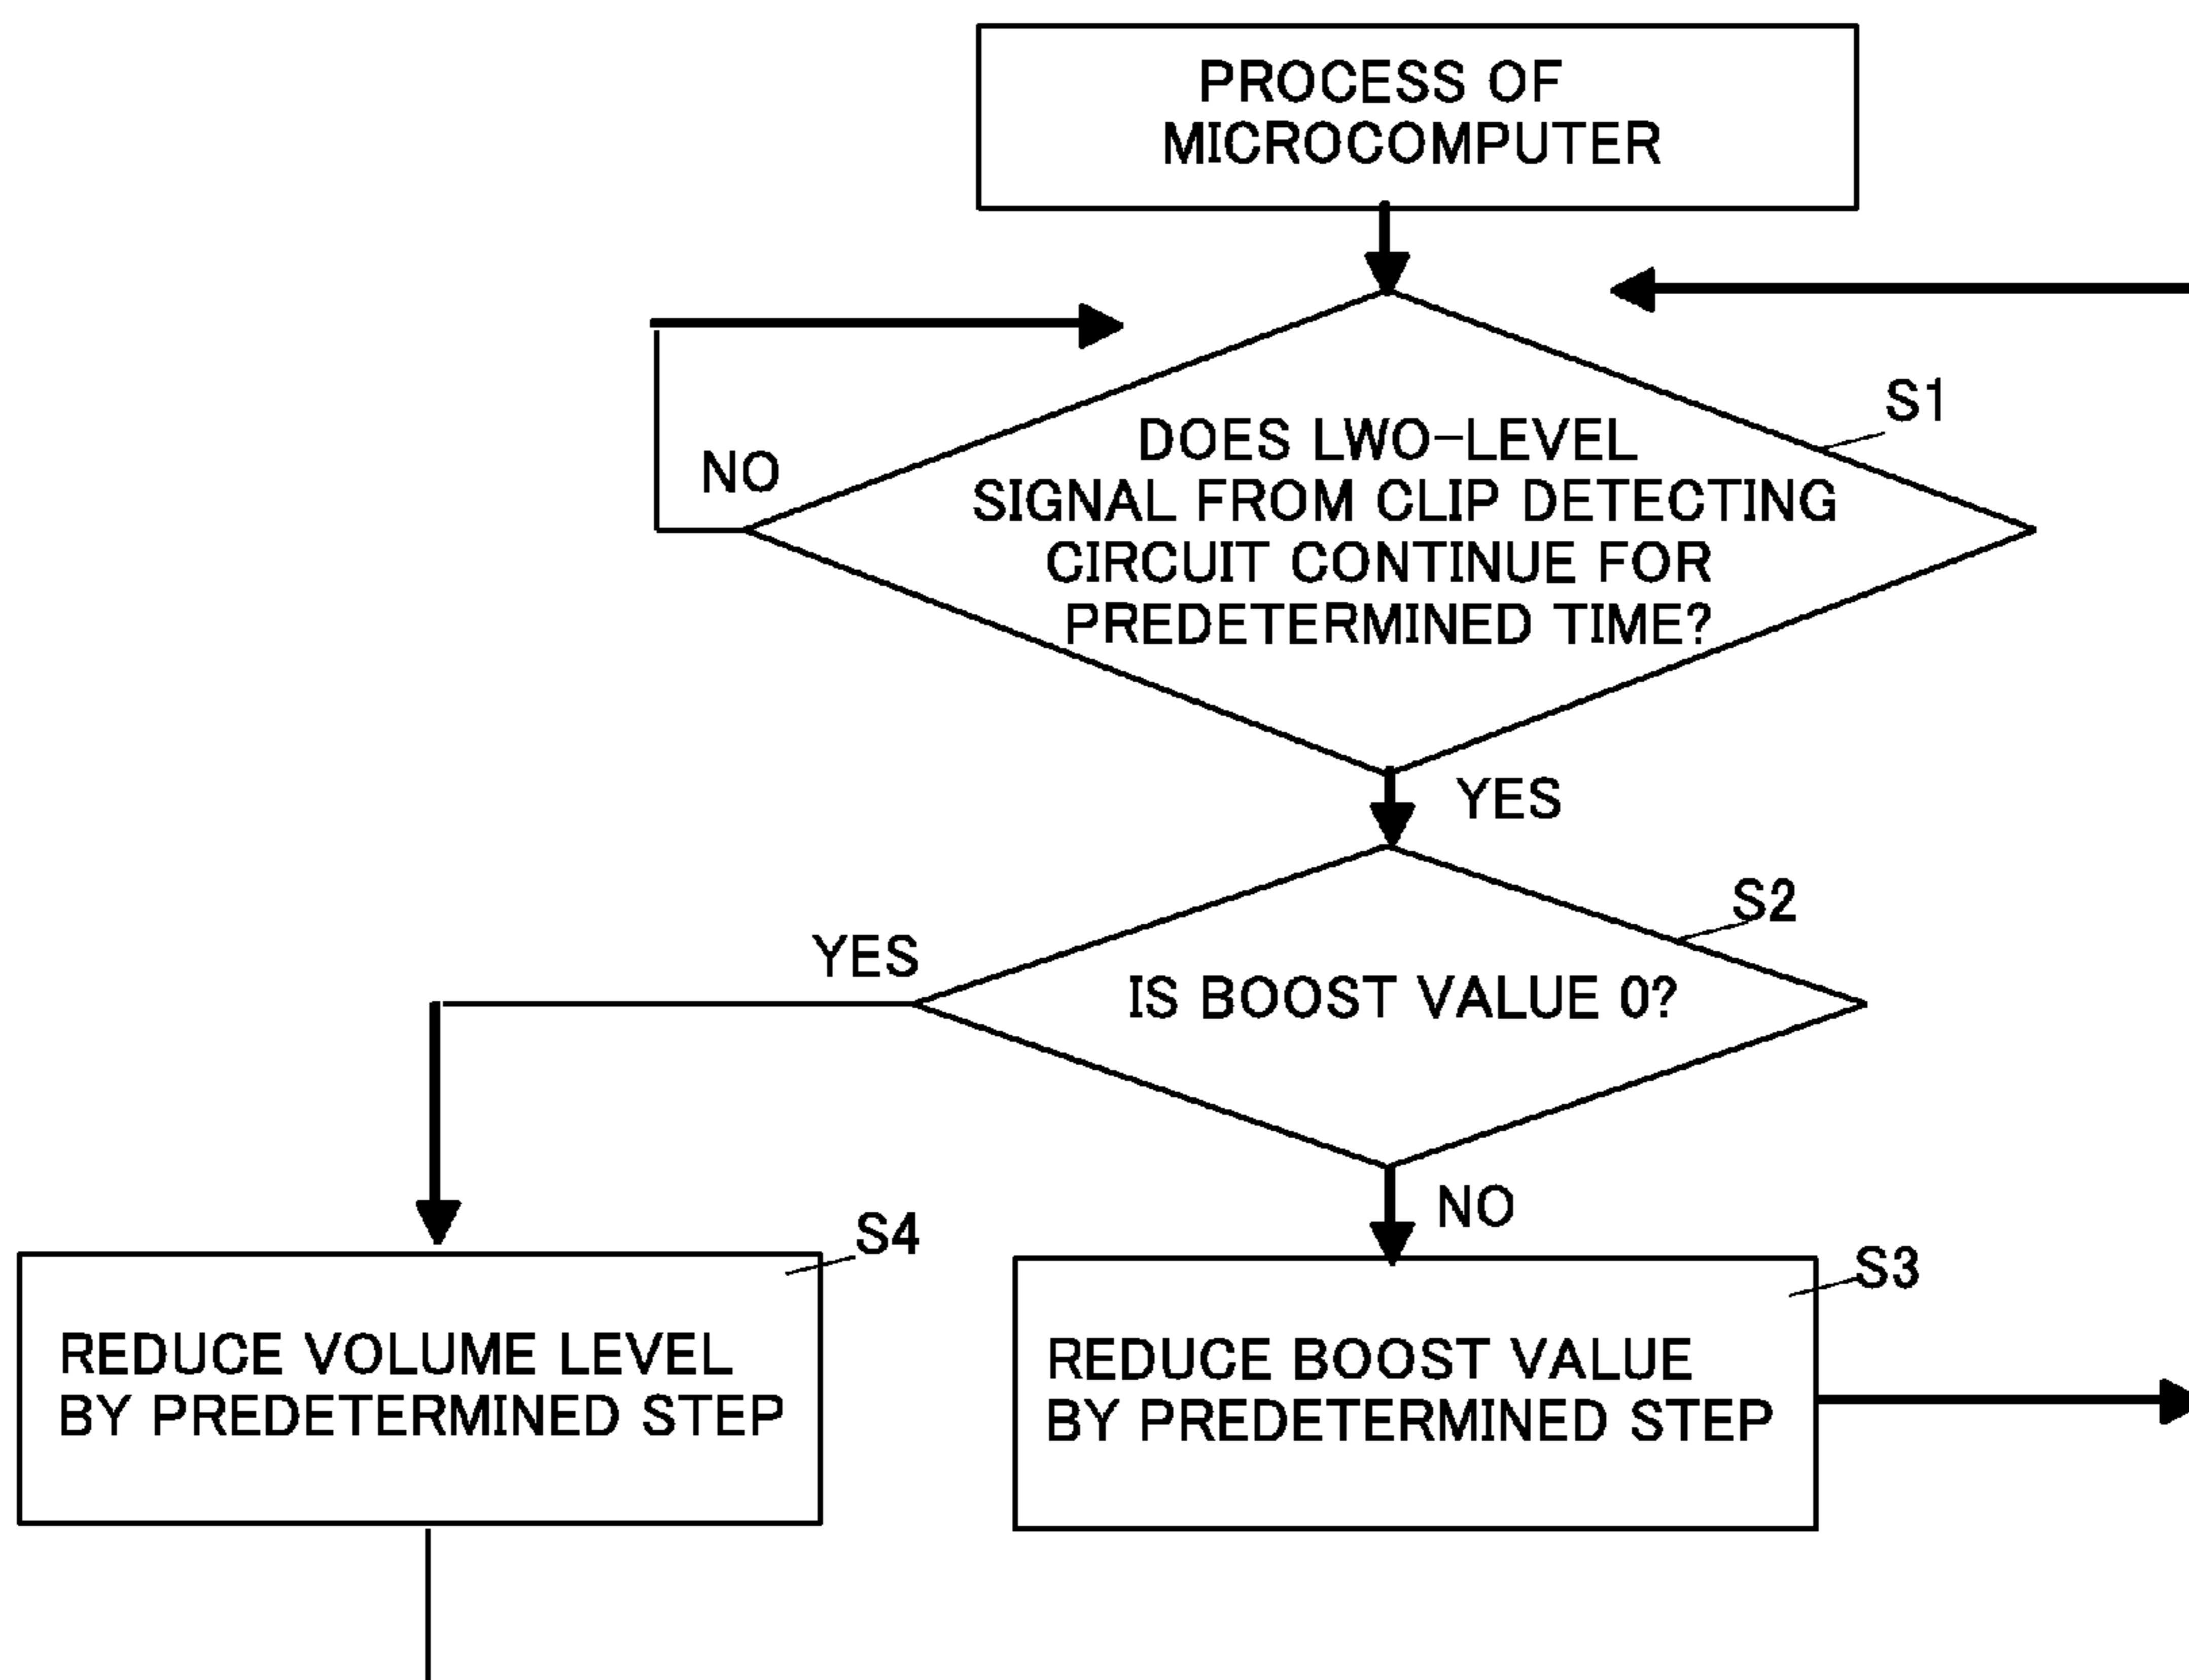 PROCESS OF
MICROCOMPUTER
S1
DOES LWO-LEVEL
SIGNAL FROM CLIP DETECTING
CIRCUIT CONTINUE FOR
PREDETERMINED TIME?
NO
YES
S2
IS BOOST VALUE 0?
YES
NO
S4
REDUCE VOLUME LEVEL
BY PREDETERMINED STEP
S3
REDUCE BOOST VALUE
BY PREDETERMINED STEP